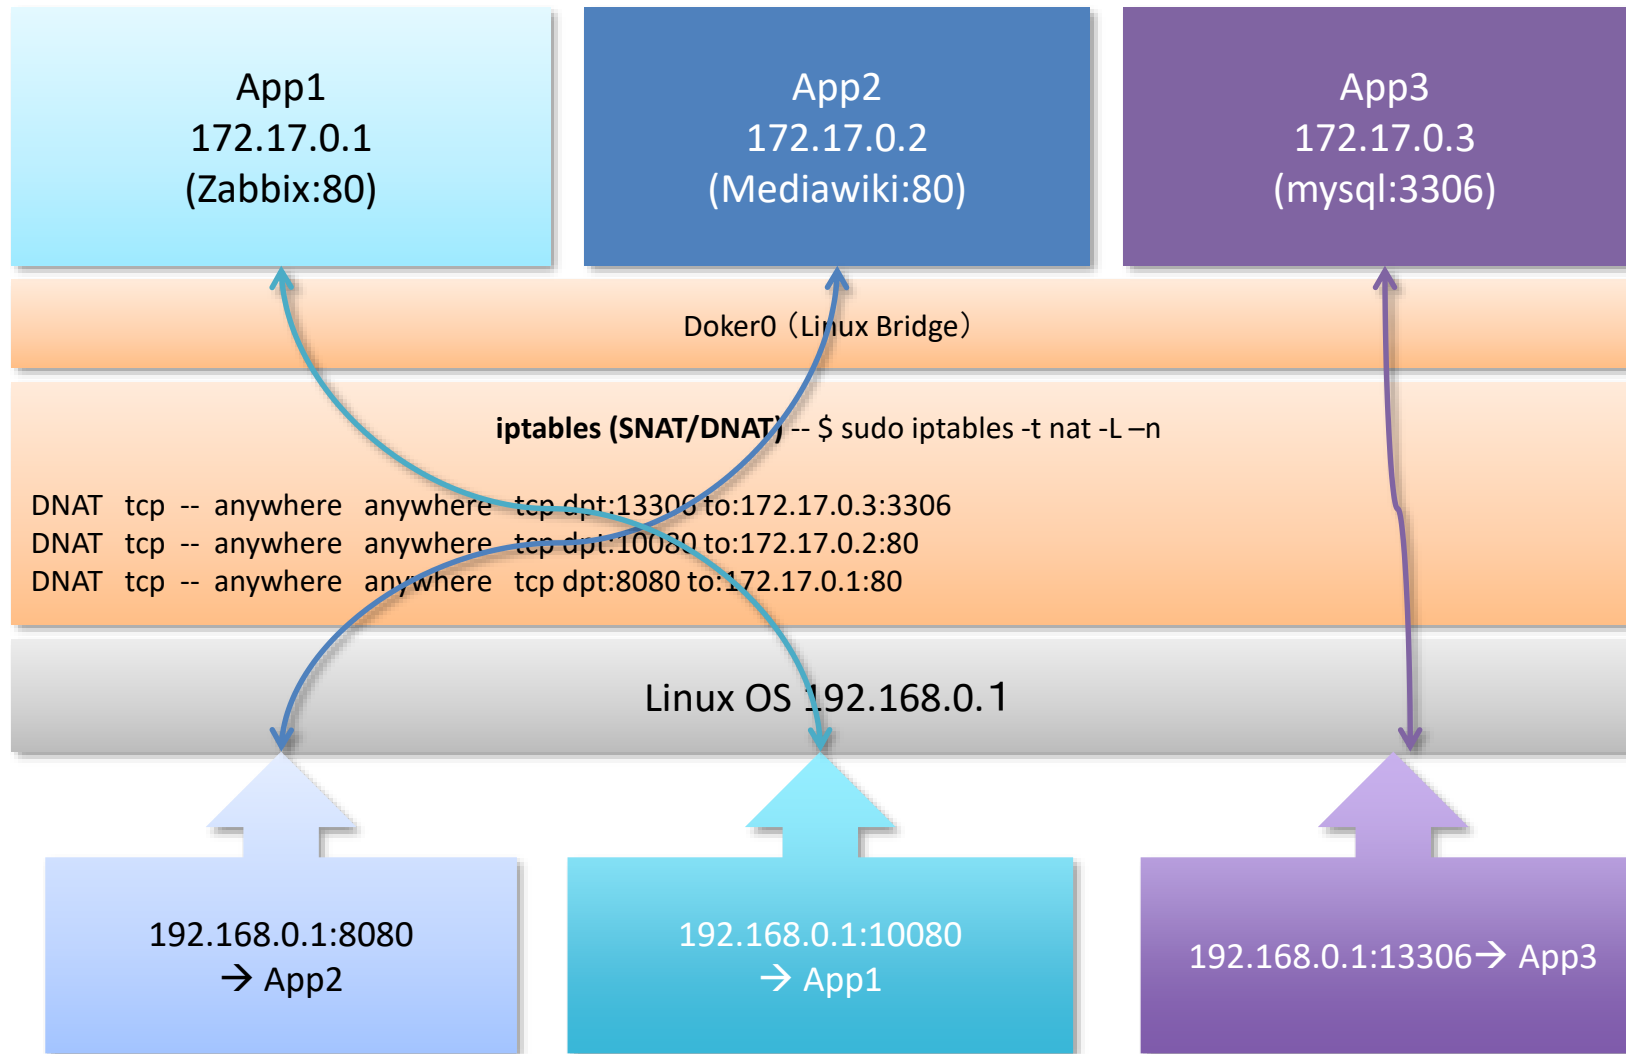 App1
172.17.0.1
(Zabbix:80)
App2
172.17.0.2
(Mediawiki:80)
App3
172.17.0.3
(mysql:3306)
Doker0（Linux Bridge）
iptables (SNAT/DNAT) -- $ sudo iptables -t nat -L –n
DNAT tcp -- anywhere anywhere tcp dpt:13306 to:172.17.0.3:3306
DNAT tcp -- anywhere anywhere tcp dpt:10080 to:172.17.0.2:80
DNAT tcp -- anywhere anywhere tcp dpt:8080 to:172.17.0.1:80
Linux OS 192.168.0.１
192.168.0.1:8080
→ App2
192.168.0.1:10080
→ App1
192.168.0.1:13306→ App3